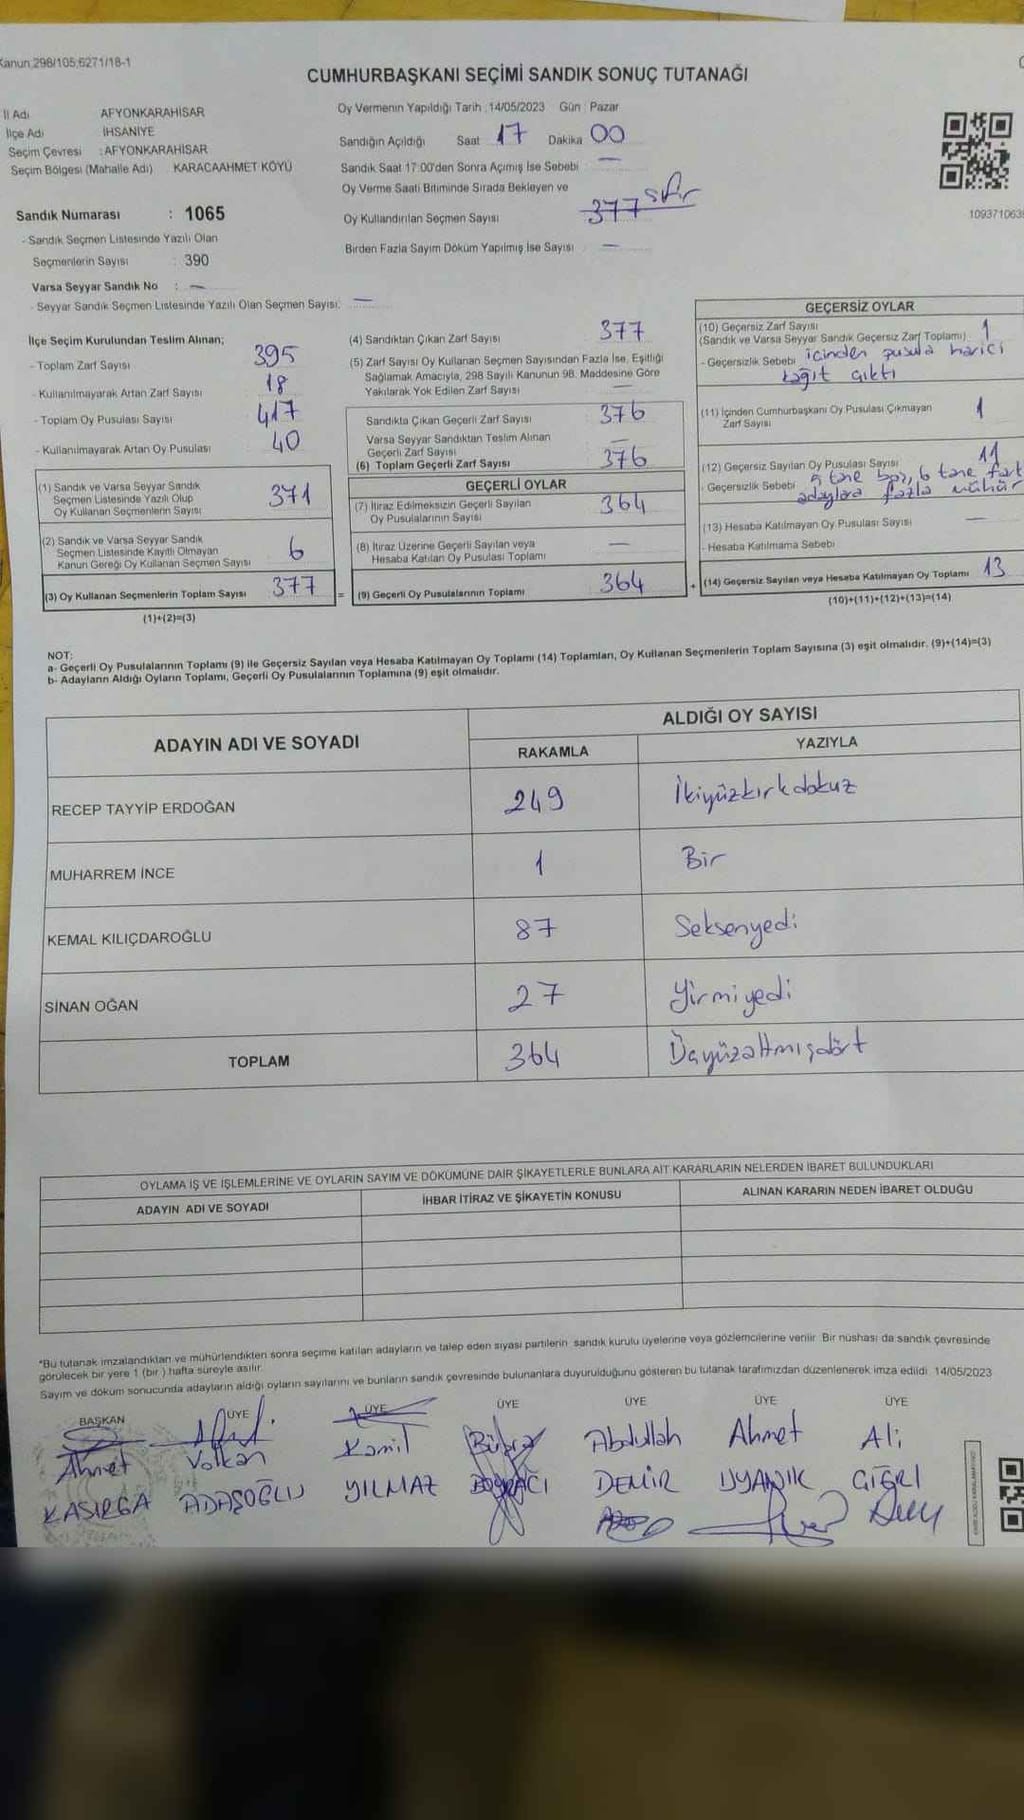 Kanun:298/105;6271/18-1
CUMHURBAŞKANI SEÇİMİ SANDIK SONUÇ TUTANAĞI
İl Adı AFYONKARAHİSAR
İlçe Adı İHSANİYE
Seçim Çevresi : AFYONKARAHİSAR
Seçim Bölgesi (Mahalle Adı) KARACAAHMET KÖYÜ
Sandık Numarası : 1065
- Sandık Seçmen Listesinde Yazılı Olan
Seçmenlerin Sayısı : 390
Varsa Seyyar Sandık No : —
- Seyyar Sandık Seçmen Listesinde Yazılı Olan Seçmen Sayısı: —
Oy Vermenin Yapıldığı Tarih :14/05/2023 Gün : Pazar
Sandığın Açıldığı Saat 17 Dakika 00
Sandık Saat 17:00'den Sonra Açımış İse Sebebi —
Oy Verme Saati Bitiminde Sırada Bekleyen ve
Oy Kullandırılan Seçmen Sayısı 377 sıfır
Birden Fazla Sayım Döküm Yapılmış İse Sayısı —
109371063
İlçe Seçim Kurulundan Teslim Alınan;
- Toplam Zarf Sayısı 395
- Kullanılmayarak Artan Zarf Sayısı 18
- Toplam Oy Pusulası Sayısı 417
- Kullanılmayarak Artan Oy Pusulası 40
(1) Sandık ve Varsa Seyyar Sandık
Seçmen Listesinde Yazılı Olup
Oy Kullanan Seçmenlerin Sayısı 371
(2) Sandık ve Varsa Seyyar Sandık
Seçmen Listesinde Kayıtlı Olmayan
Kanun Gereği Oy Kullanan Seçmen Sayısı 6
(3) Oy Kullanan Seçmenlerin Toplam Sayısı 377
(1)+(2)=(3)
(4) Sandıktan Çıkan Zarf Sayısı 377
(5) Zarf Sayısı Oy Kullanan Seçmen Sayısından Fazla İse, Eşitliği
Sağlamak Amacıyla, 298 Sayılı Kanunun 98. Maddesine Göre
Yakılarak Yok Edilen Zarf Sayısı —
Sandıkta Çıkan Geçerli Zarf Sayısı 376
Varsa Seyyar Sandıktan Teslim Alınan
Geçerli Zarf Sayısı —
(6) Toplam Geçerli Zarf Sayısı 376
GEÇERLİ OYLAR
(7) İtiraz Edilmeksizin Geçerli Sayılan
Oy Pusulalarının Sayısı 364
(8) İtiraz Üzerine Geçerli Sayılan veya
Hesaba Katılan Oy Pusulası Toplamı —
= (9) Geçerli Oy Pusulalarının Toplamı 364
GEÇERSİZ OYLAR
(10) Geçersiz Zarf Sayısı
(Sandık ve Varsa Seyyar Sandık Geçersiz Zarf Toplamı) 1
- Geçersizlik Sebebi içinden pusula harici
kağıt çıktı
(11) İçinden Cumhurbaşkanı Oy Pusulası Çıkmayan
Zarf Sayısı 1
(12) Geçersiz Sayılan Oy Pusulası Sayısı 11
- Geçersizlik Sebebi 5 tane boş, 6 tane fark
adaylara fazla mühür
(13) Hesaba Katılmayan Oy Pusulası Sayısı —
- Hesaba Katılmama Sebebi
+ (14) Geçersiz Sayılan veya Hesaba Katılmayan Oy Toplamı 13
(10)+(11)+(12)+(13)=(14)
NOT:
a- Geçerli Oy Pusulalarının Toplamı (9) ile Geçersiz Sayılan veya Hesaba Katılmayan Oy Toplamı (14) Toplamları, Oy Kullanan Seçmenlerin Toplam Sayısına (3) eşit olmalıdır. (9)+(14)=(3)
b- Adayların Aldığı Oyların Toplamı, Geçerli Oy Pusulalarının Toplamına (9) eşit olmalıdır.
ADAYIN ADI VE SOYADI ALDIĞI OY SAYISI
RAKAMLA YAZIYLA
RECEP TAYYİP ERDOĞAN 249 İkiyüzkırkdokuz
MUHARREM İNCE 1 Bir
KEMAL KILIÇDAROĞLU 87 Seksenyedi
SİNAN OĞAN 27 Yirmiyedi
TOPLAM 364 Üçyüzaltmışdört
OYLAMA İŞ VE İŞLEMLERİNE VE OYLARIN SAYIM VE DÖKÜMÜNE DAİR ŞİKAYETLERLE BUNLARA AİT KARARLARIN NELERDEN İBARET BULUNDUKLARI
ADAYIN ADI VE SOYADI İHBAR İTİRAZ VE ŞİKAYETİN KONUSU ALINAN KARARIN NEDEN İBARET OLDUĞU
*Bu tutanak imzalandıktan ve mühürlendikten sonra seçime katılan adayların ve talep eden siyasi partilerin sandık kurulu üyelerine veya gözlemcilerine verilir. Bir nüshası da sandık çevresinde
görülecek bir yere 1 (bir ) hafta süreyle asılır.
Sayım ve döküm sonucunda adayların aldığı oyların sayılarını ve bunların sandık çevresinde bulunanlara duyurulduğunu gösteren bu tutanak tarafımızdan düzenlenerek imza edildi. 14/05/2023
BAŞKAN ÜYE ÜYE ÜYE ÜYE ÜYE ÜYE
Ahmet Volkan Kamil Büşra Abdullah Ahmet Ali
KASIRGA ADAŞOĞLU YILMAZ BOYRACI DEMİR UYANIK ÇİĞRİ